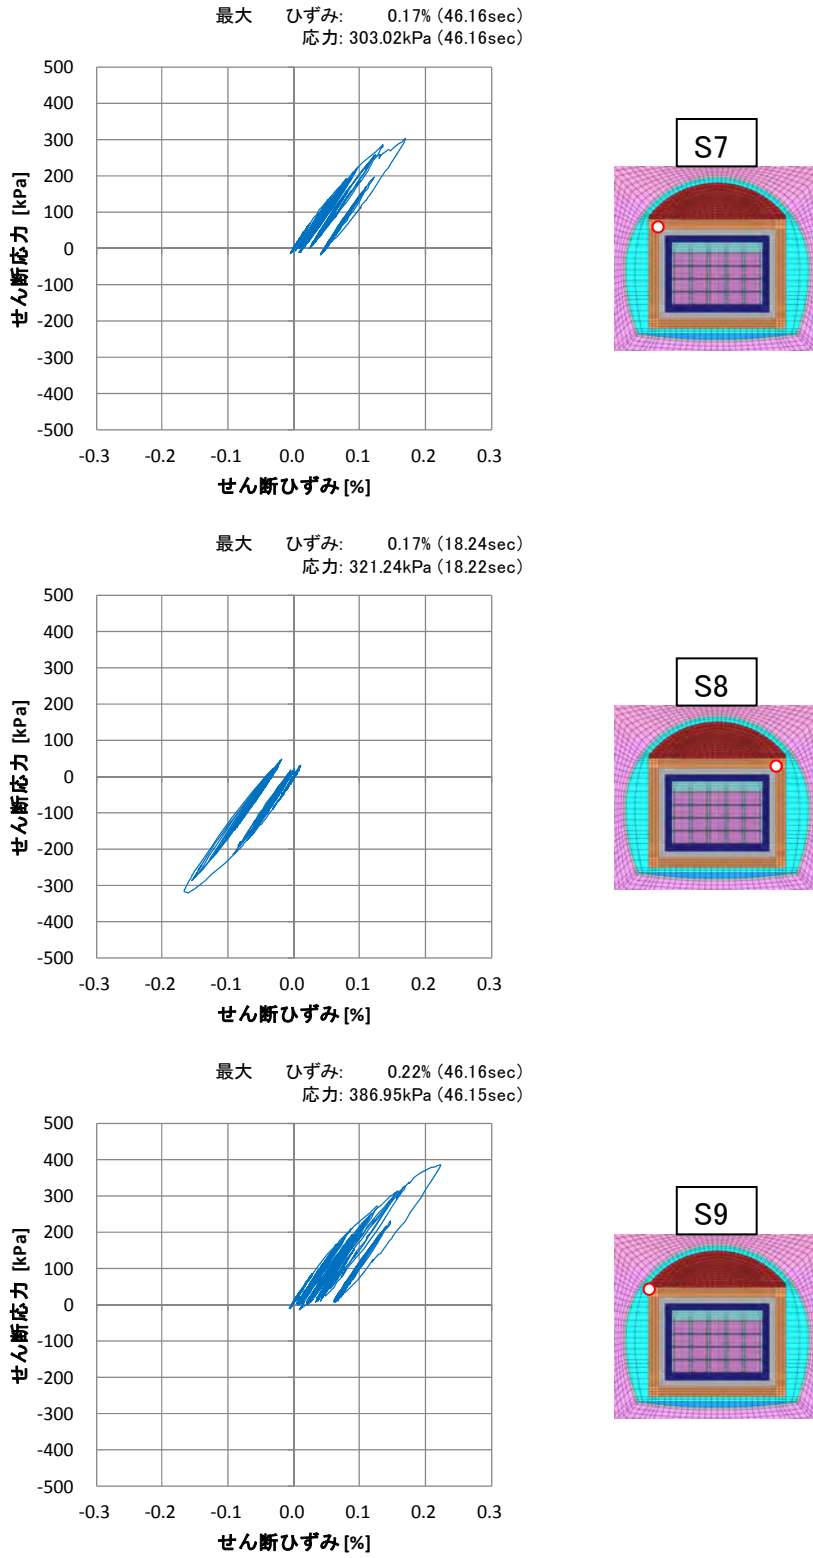 最大 ひずみ: 0.17% (46.16sec)
応力: 303.02kPa (46.16sec)
500
400
300
200
100
0
-100
-200
-300
-400
-500
せん断応力 [kPa]
-0.3 -0.2 -0.1 0.0 0.1 0.2 0.3
せん断ひずみ [%]
S7
最大 ひずみ: 0.17% (18.24sec)
応力: 321.24kPa (18.22sec)
500
400
300
200
100
0
-100
-200
-300
-400
-500
せん断応力 [kPa]
-0.3 -0.2 -0.1 0.0 0.1 0.2 0.3
せん断ひずみ [%]
S8
最大 ひずみ: 0.22% (46.16sec)
応力: 386.95kPa (46.15sec)
500
400
300
200
100
0
-100
-200
-300
-400
-500
せん断応力 [kPa]
-0.3 -0.2 -0.1 0.0 0.1 0.2 0.3
せん断ひずみ [%]
S9